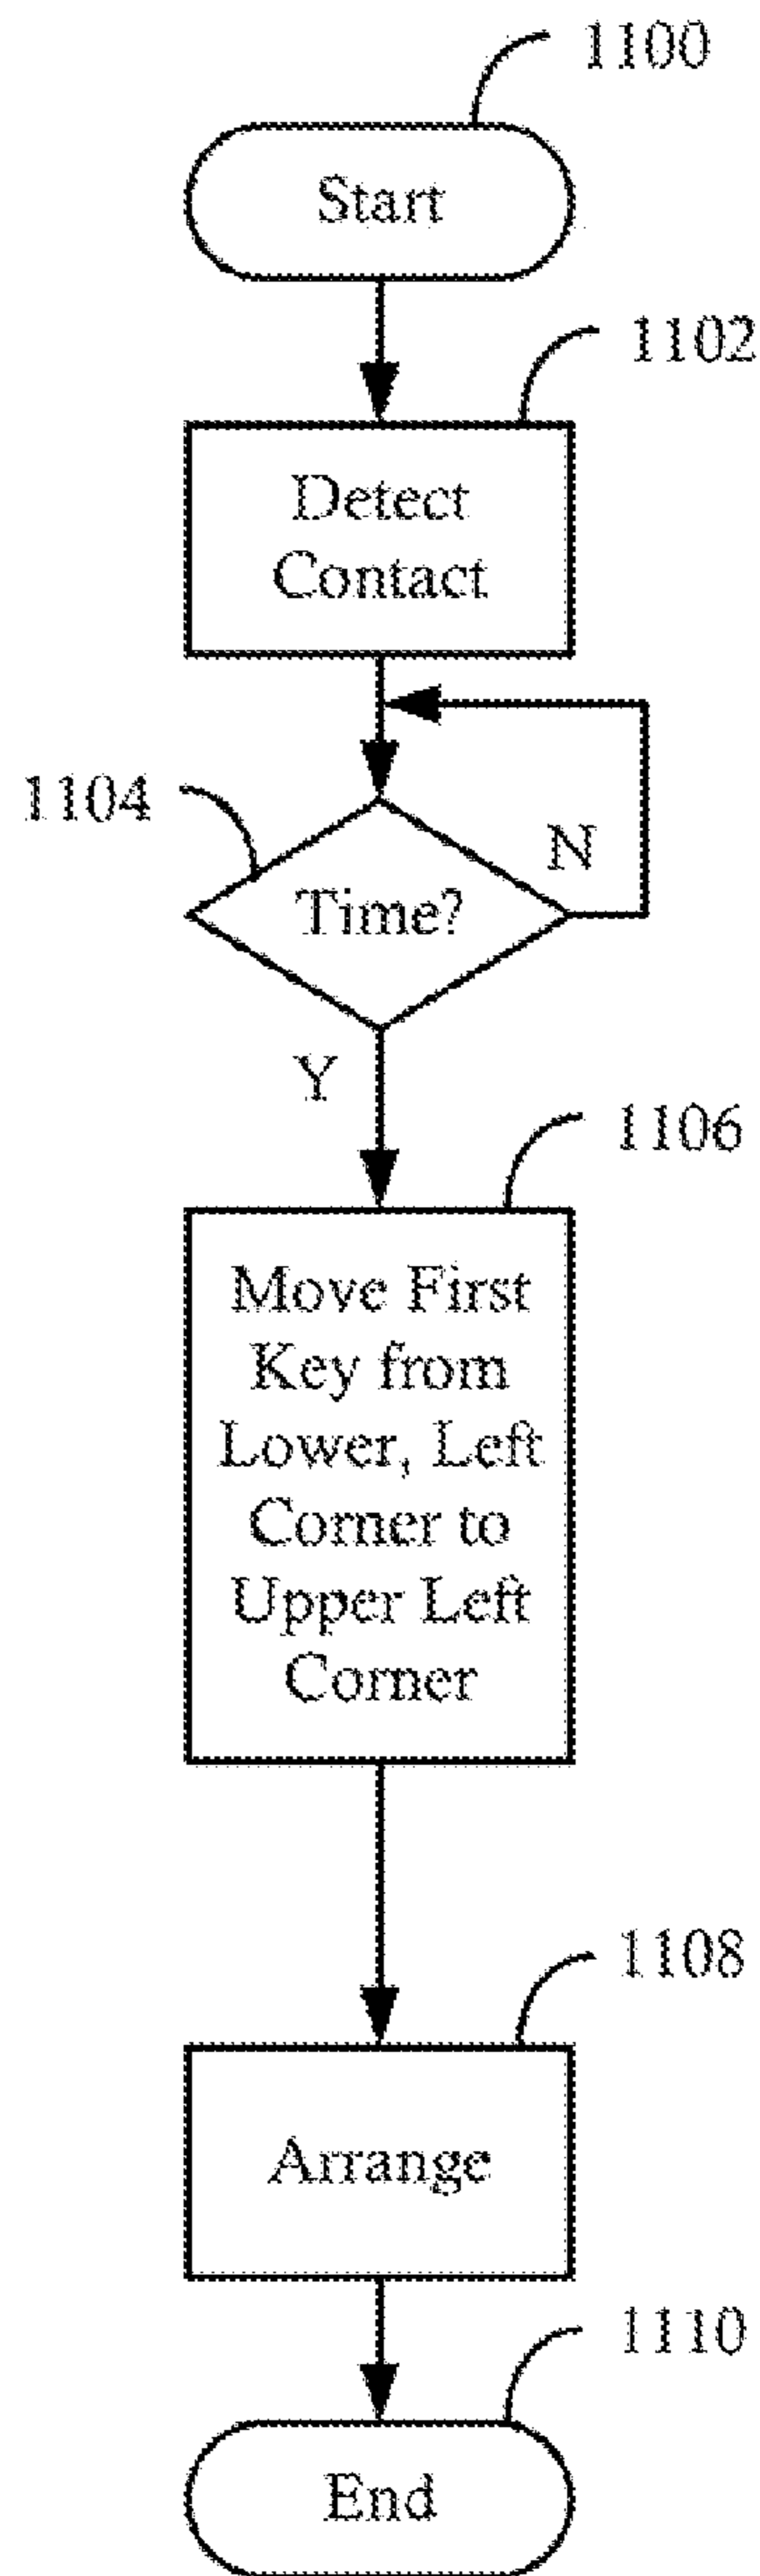 1100
Start
1102
Detect
Contact
1104
N
Time?
Y
1106
Move First
Key from
Lower, Left
Corner to
Upper Left
Corner
1108
Arrange
1110
End